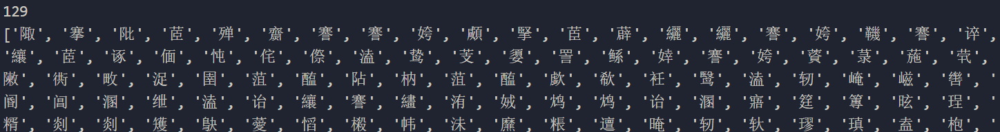 129
['陬', '搴', '阰', '茝', '殚', '齌', '謇', '謇', '姱', '顑', '掔', '茞', '薜', '纚', '纚', '謇', '姱', '鞿', '謇', '谇', '
'纕', '茝', '诼', '偭', '忳', '侘', '傺', '溘', '鸷', '芰', '媭', '詈', '鲧', '婞', '謇', '姱', '薋', '菉', '葹', '茕',
'敶', '衖', '畋', '浞', '圉', '菹', '醢', '阽', '枘', '菹', '醢', '歔', '欷', '衽', '鹥', '溘', '轫', '崦', '嵫', '辔', '
阍', '阊', '溷', '绁', '溘', '诒', '纕', '謇', '繣', '洧', '娀', '鸩', '鸩', '诒', '溷', '寤', '筳', '篿', '昡', '珵', '
糈', '剡', '剡', '矱', '鴃', '薆', '慆', '榝', '帏', '沬', '靡', '粻', '邅', '晻', '轫', '轪', '璆', '瑱', '盍', '枹', '